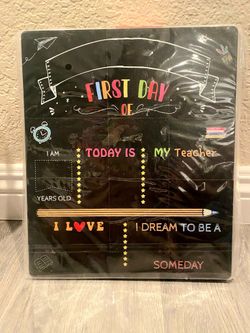 FIRST DAY
OF
I AM
TODAY IS
MY Teacher
YEARS OLD
I LOVE
I DREAM TO BE A
SOMEDAY